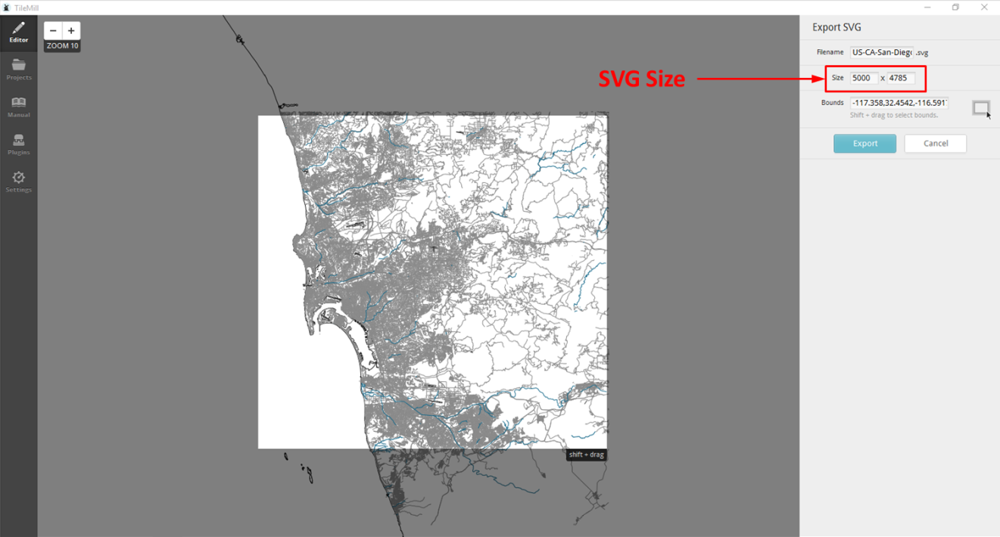 TileMill
Editor
Projects
Manual
Plugins
Settings
− +
ZOOM 10
SVG Size
shift + drag
Export SVG
Filename US-CA-San-Diego .svg
Size 5000 x 4785
Bounds -117.358,32.4542,-116.591
Shift + drag to select bounds.
Export Cancel